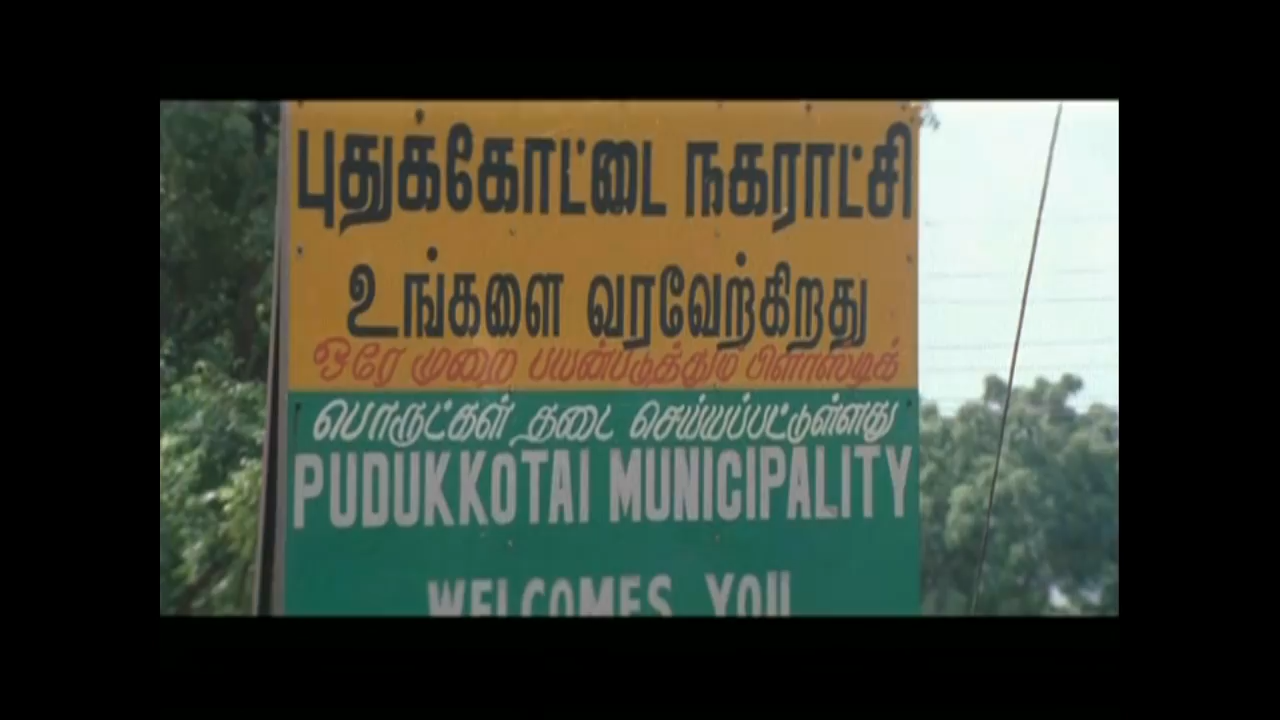 புதுக்கோட்டை நகராட்சி
உங்களை வரவேற்கிறது
ஒரே முறை பயன்படுத்தும் பிளாஸ்டிக்
பொருட்கள் தடை செய்யப்பட்டுள்ளது
PUDUKKOTAI MUNICIPALITY
WELCOMES YOU